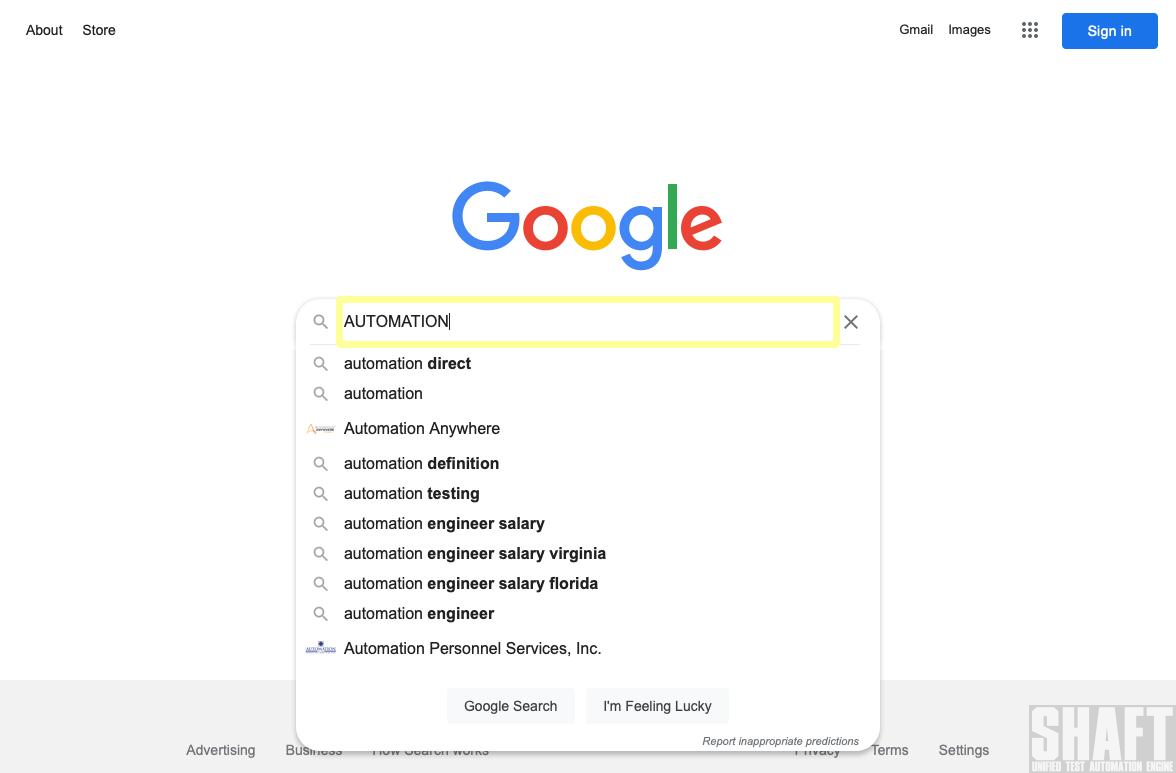 About Store
Gmail Images Sign in
Google
AUTOMATION
automation direct
automation
Automation Anywhere
automation definition
automation testing
automation engineer salary
automation engineer salary virginia
automation engineer salary florida
automation engineer
AUTOMATION
Automation Personnel Services, Inc.
Google Search I'm Feeling Lucky
Report inappropriate predictions
Advertising Business How Search works Privacy Terms Settings
SHAFT
UNIFIED TEST AUTOMATION ENGINE